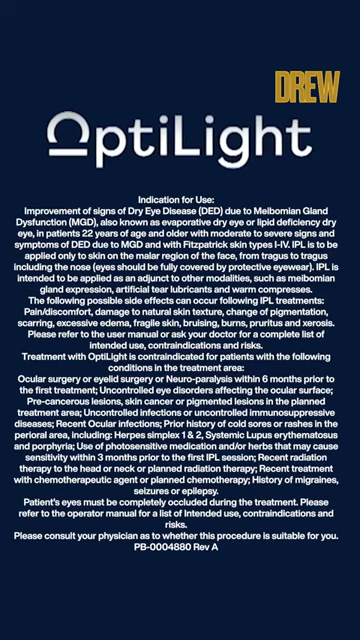 DREW
OptiLight
Indication for Use:
Improvement of signs of Dry Eye Disease (DED) due to Meibomian Gland
Dysfunction (MGD), also known as evaporative dry eye or lipid deficiency dry
eye, in patients 22 years of age and older with moderate to severe signs and
symptoms of DED due to MGD and with Fitzpatrick skin types I-IV. IPL is to be
applied only to skin on the malar region of the face, from tragus to tragus
including the nose (eyes should be fully covered by protective eyewear). IPL is
intended to be applied as an adjunct to other modalities, such as meibomian
gland expression, artificial tear lubricants and warm compresses.
The following possible side effects can occur following IPL treatments:
Pain/discomfort, damage to natural skin texture, change of pigmentation,
scarring, excessive edema, fragile skin, bruising, burns, pruritus and xerosis.
Please refer to the user manual or ask your doctor for a complete list of
intended use, contraindications and risks.
Treatment with OptiLight is contraindicated for patients with the following
conditions in the treatment area:
Ocular surgery or eyelid surgery or Neuro-paralysis within 6 months prior to
the first treatment; Uncontrolled eye disorders affecting the ocular surface;
Pre-cancerous lesions, skin cancer or pigmented lesions in the planned
treatment area; Uncontrolled infections or uncontrolled immunosuppressive
diseases; Recent Ocular infections; Prior history of cold sores or rashes in the
perioral area, including: Herpes simplex 1 & 2, Systemic Lupus erythematosus
and porphyria; Use of photosensitive medication and/or herbs that may cause
sensitivity within 3 months prior to the first IPL session; Recent radiation
therapy to the head or neck or planned radiation therapy; Recent treatment
with chemotherapeutic agent or planned chemotherapy; History of migraines,
seizures or epilepsy.
Patient's eyes must be completely occluded during the treatment. Please
refer to the operator manual for a list of Intended use, contraindications and
risks.
Please consult your physician as to whether this procedure is suitable for you.
PB-0004880 Rev A